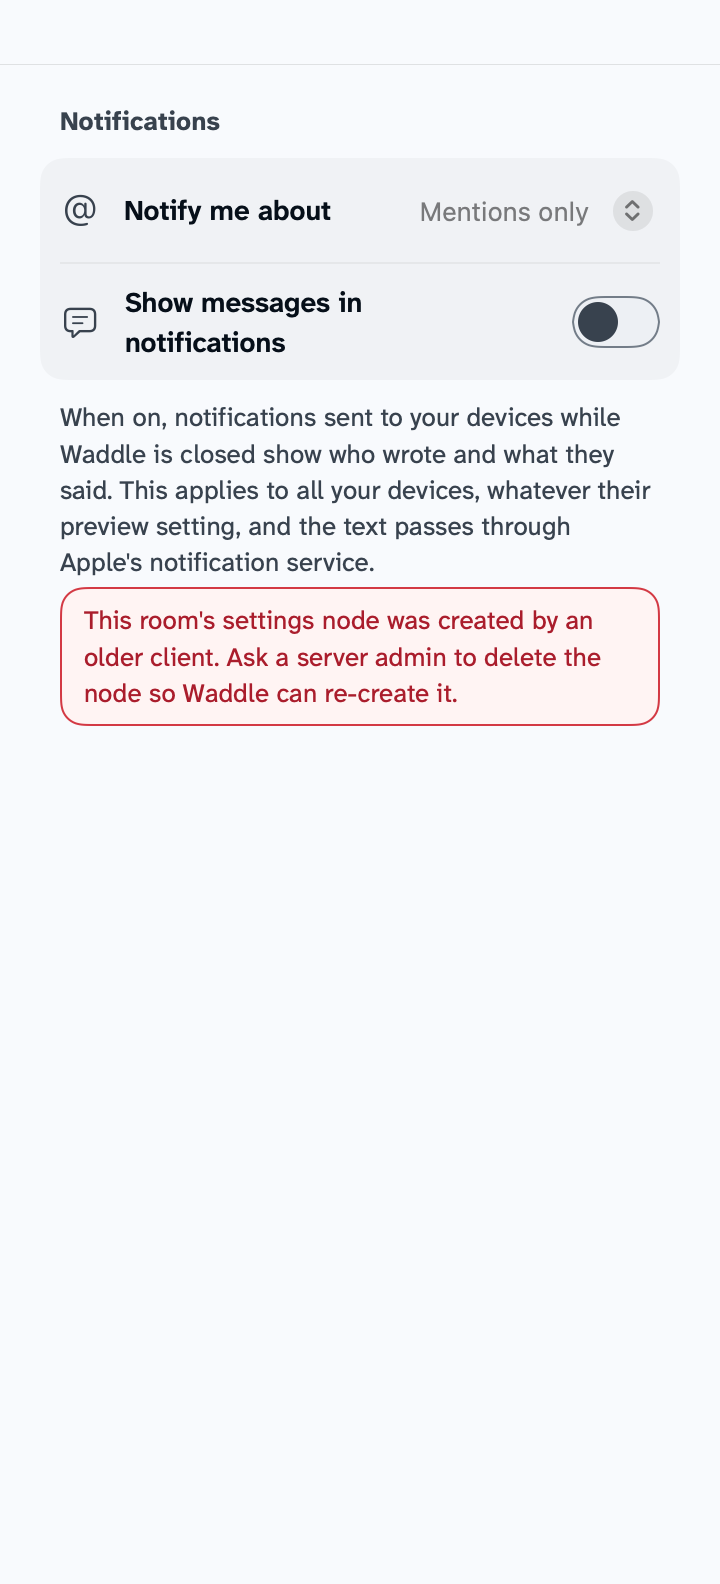 Notifications
@ Notify me about Mentions only
Show messages in
notifications
When on, notifications sent to your devices while
Waddle is closed show who wrote and what they
said. This applies to all your devices, whatever their
preview setting, and the text passes through
Apple's notification service.
This room's settings node was created by an
older client. Ask a server admin to delete the
node so Waddle can re-create it.